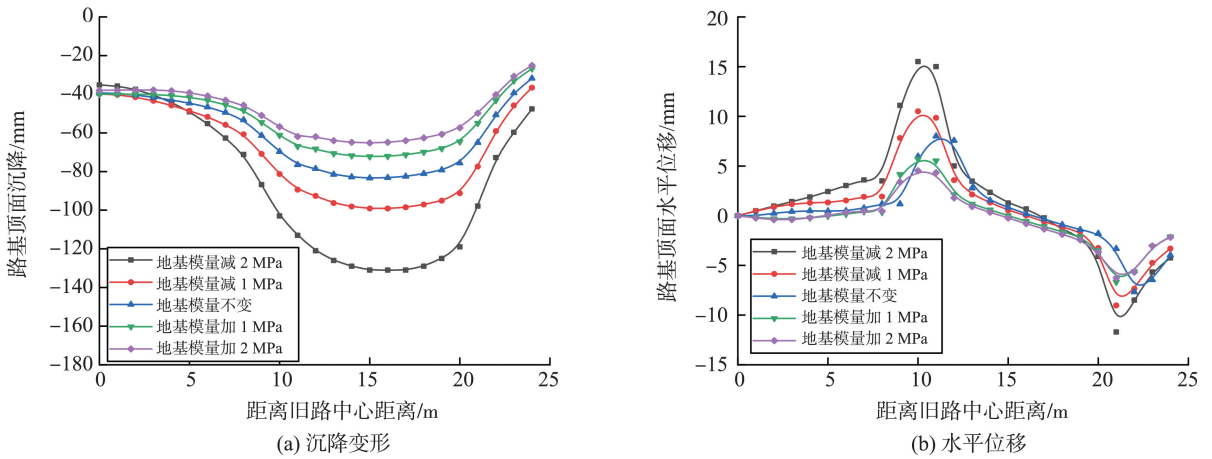 0
−20
−40
−60
−80
−100
−120
−140
−160
−180
路基顶面沉降/mm
地基模量减 2 MPa
地基模量减 1 MPa
地基模量不变
地基模量加 1 MPa
地基模量加 2 MPa
0 5 10 15 20 25
距离旧路中心距离/m
(a) 沉降变形
20
15
10
5
0
−5
−10
−15
路基顶面水平位移/mm
地基模量减 2 MPa
地基模量减 1 MPa
地基模量不变
地基模量加 1 MPa
地基模量加 2 MPa
0 5 10 15 20 25
距离旧路中心距离/m
(b) 水平位移